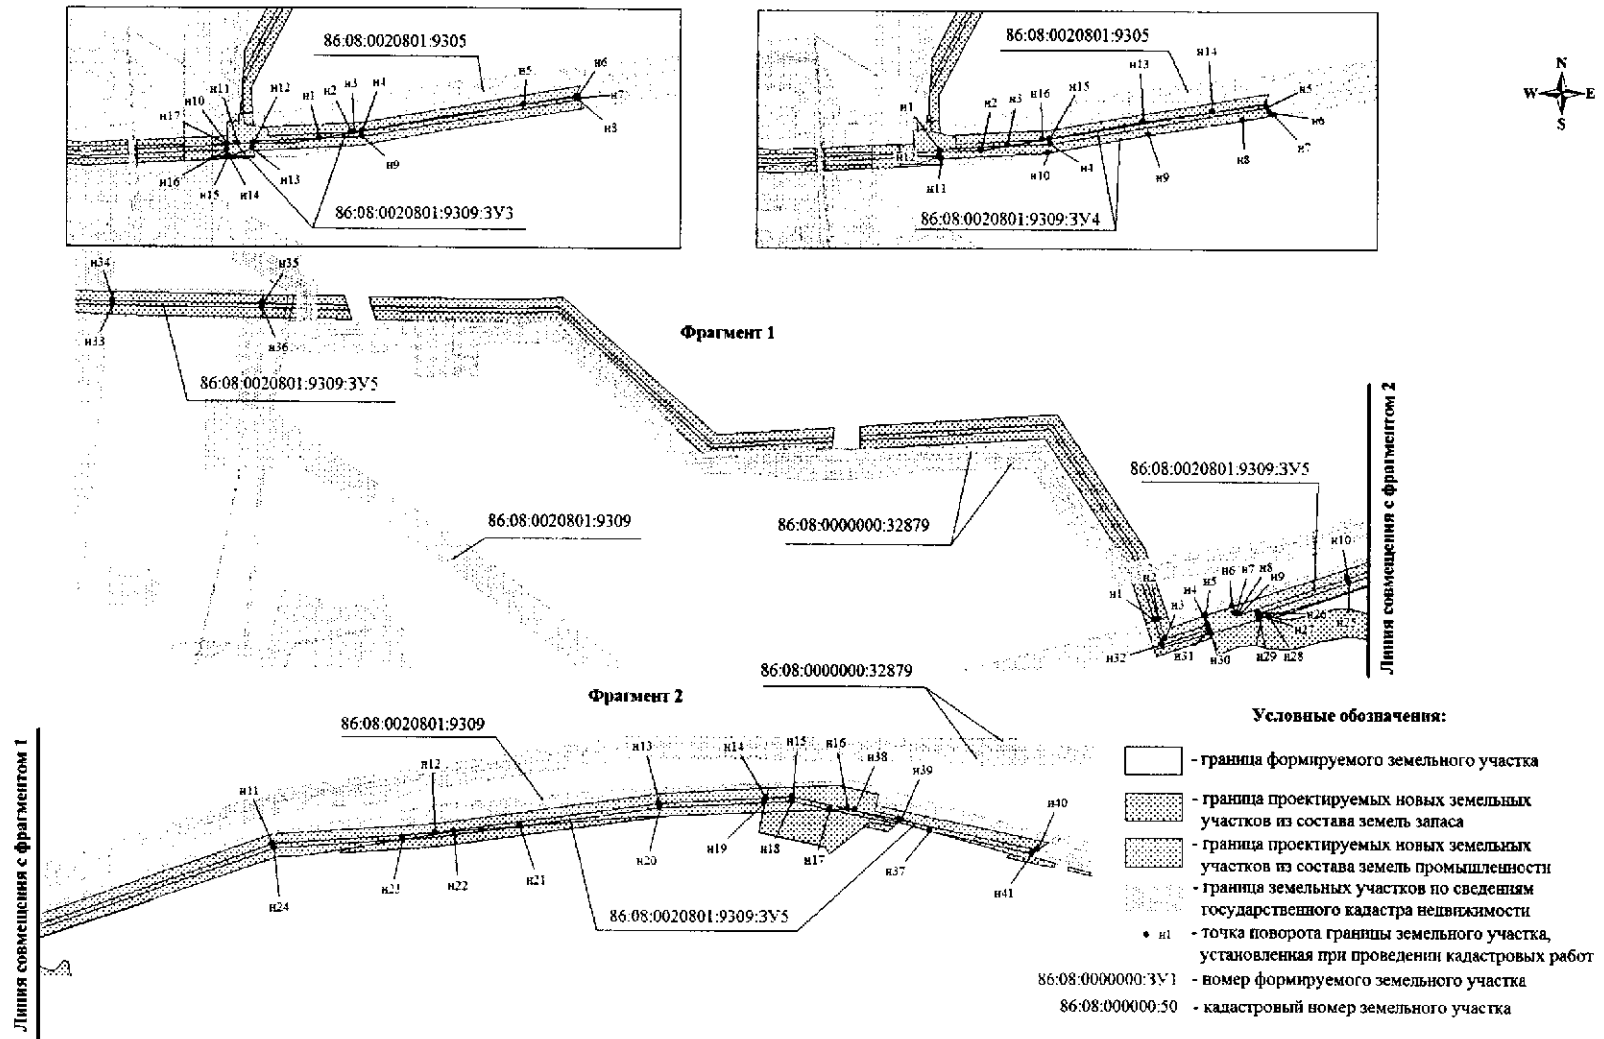 86:08:0020801:9305
н1
н2
н3
н4
н5
н6
н7
н8
н9
н10
н11
н12
н13
н14
н15
н16
н17
86:08:0020801:9309:ЗУ3
86:08:0020801:9305
н1
н2
н3
н4
н5
н6
н7
н8
н9
н10
н11
н12
н13
н14
н15
н16
86:08:0020801:9309:ЗУ4
N
W
E
S
н34
н35
н33
н36
86:08:0020801:9309:ЗУ5
Фрагмент 1
86:08:0020801:9309
86:08:0000000:32879
86:08:0020801:9309:ЗУ5
н1
н2
н3
н4
н5
н6
н7
н8
н9
н10
н25
н26
н27
н28
н29
н30
н31
н32
Линия совмещения с фрагментом 2
Фрагмент 2
86:08:0000000:32879
86:08:0020801:9309
Линия совмещения с фрагментом 1
н11
н12
н13
н14
н15
н16
н38
н39
н40
н24
н23
н22
н21
н20
н19
н18
н17
н37
н41
86:08:0020801:9309:ЗУ5
Условные обозначения:
- граница формируемого земельного участка
- граница проектируемых новых земельных
участков из состава земель запаса
- граница проектируемых новых земельных
участков из состава земель промышленности
- граница земельных участков по сведениям
государственного кадастра недвижимости
• н1 - точка поворота границы земельного участка,
установленная при проведении кадастровых работ
86:08:0000000:ЗУ1 - номер формируемого земельного участка
86:08:000000:50 - кадастровый номер земельного участка